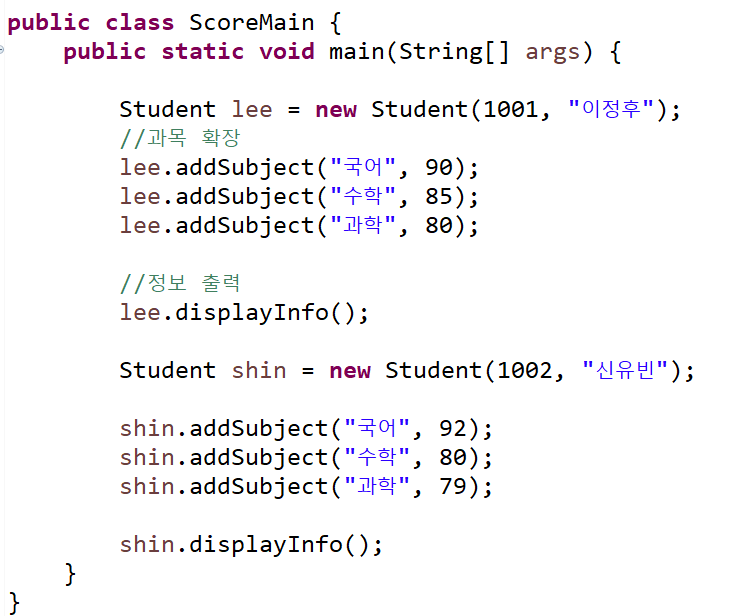 public class ScoreMain {
public static void main(String[] args) {
Student lee = new Student(1001, "이정후");
//과목 확장
lee.addSubject("국어", 90);
lee.addSubject("수학", 85);
lee.addSubject("과학", 80);
//정보 출력
lee.displayInfo();
Student shin = new Student(1002, "신유빈");
shin.addSubject("국어", 92);
shin.addSubject("수학", 80);
shin.addSubject("과학", 79);
shin.displayInfo();
}
}